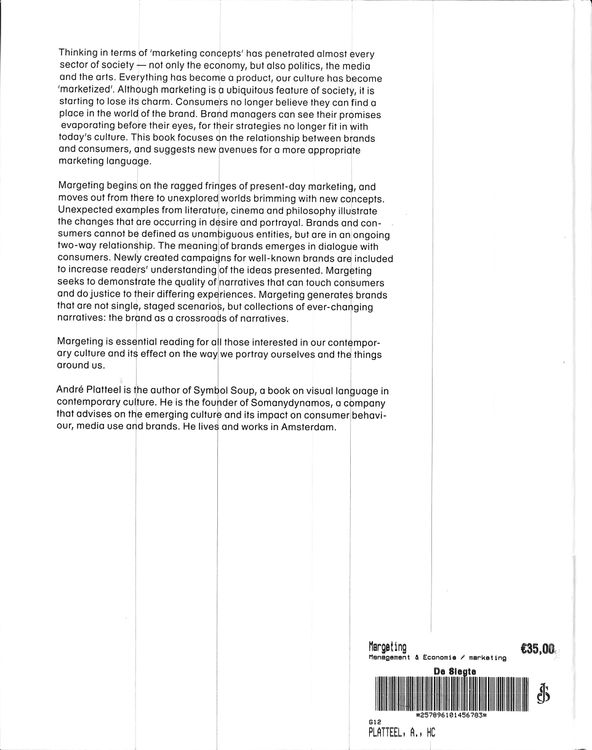 Thinking in terms of 'marketing concepts' has penetrated almost every
sector of society — not only the economy, but also politics, the media
and the arts. Everything has become a product, our culture has become
'marketized'. Although marketing is a ubiquitous feature of society, it is
starting to lose its charm. Consumers no longer believe they can find a
place in the world of the brand. Brand managers can see their promises
evaporating before their eyes, for their strategies no longer fit in with
today's culture. This book focuses on the relationship between brands
and consumers, and suggests new avenues for a more appropriate
marketing language.
Margeting begins on the ragged fringes of present-day marketing, and
moves out from there to unexplored worlds brimming with new concepts.
Unexpected examples from literature, cinema and philosophy illustrate
the changes that are occurring in desire and portrayal. Brands and con-
sumers cannot be defined as unambiguous entities, but are in an ongoing
two-way relationship. The meaning of brands emerges in dialogue with
consumers. Newly created campaigns for well-known brands are included
to increase readers' understanding of the ideas presented. Margeting
seeks to demonstrate the quality of narratives that can touch consumers
and do justice to their differing experiences. Margeting generates brands
that are not single, staged scenarios, but collections of ever-changing
narratives: the brand as a crossroads of narratives.
Margeting is essential reading for all those interested in our contempor-
ary culture and its effect on the way we portray ourselves and the things
around us.
André Platteel is the author of Symbol Soup, a book on visual language in
contemporary culture. He is the founder of Somanydynamos, a company
that advises on the emerging culture and its impact on consumer behavi-
our, media use and brands. He lives and works in Amsterdam.
Margeting €35,00
Management & Economie / marketing
De Slegte
*257896101456703*
G12
PLATTEEL, A., HC